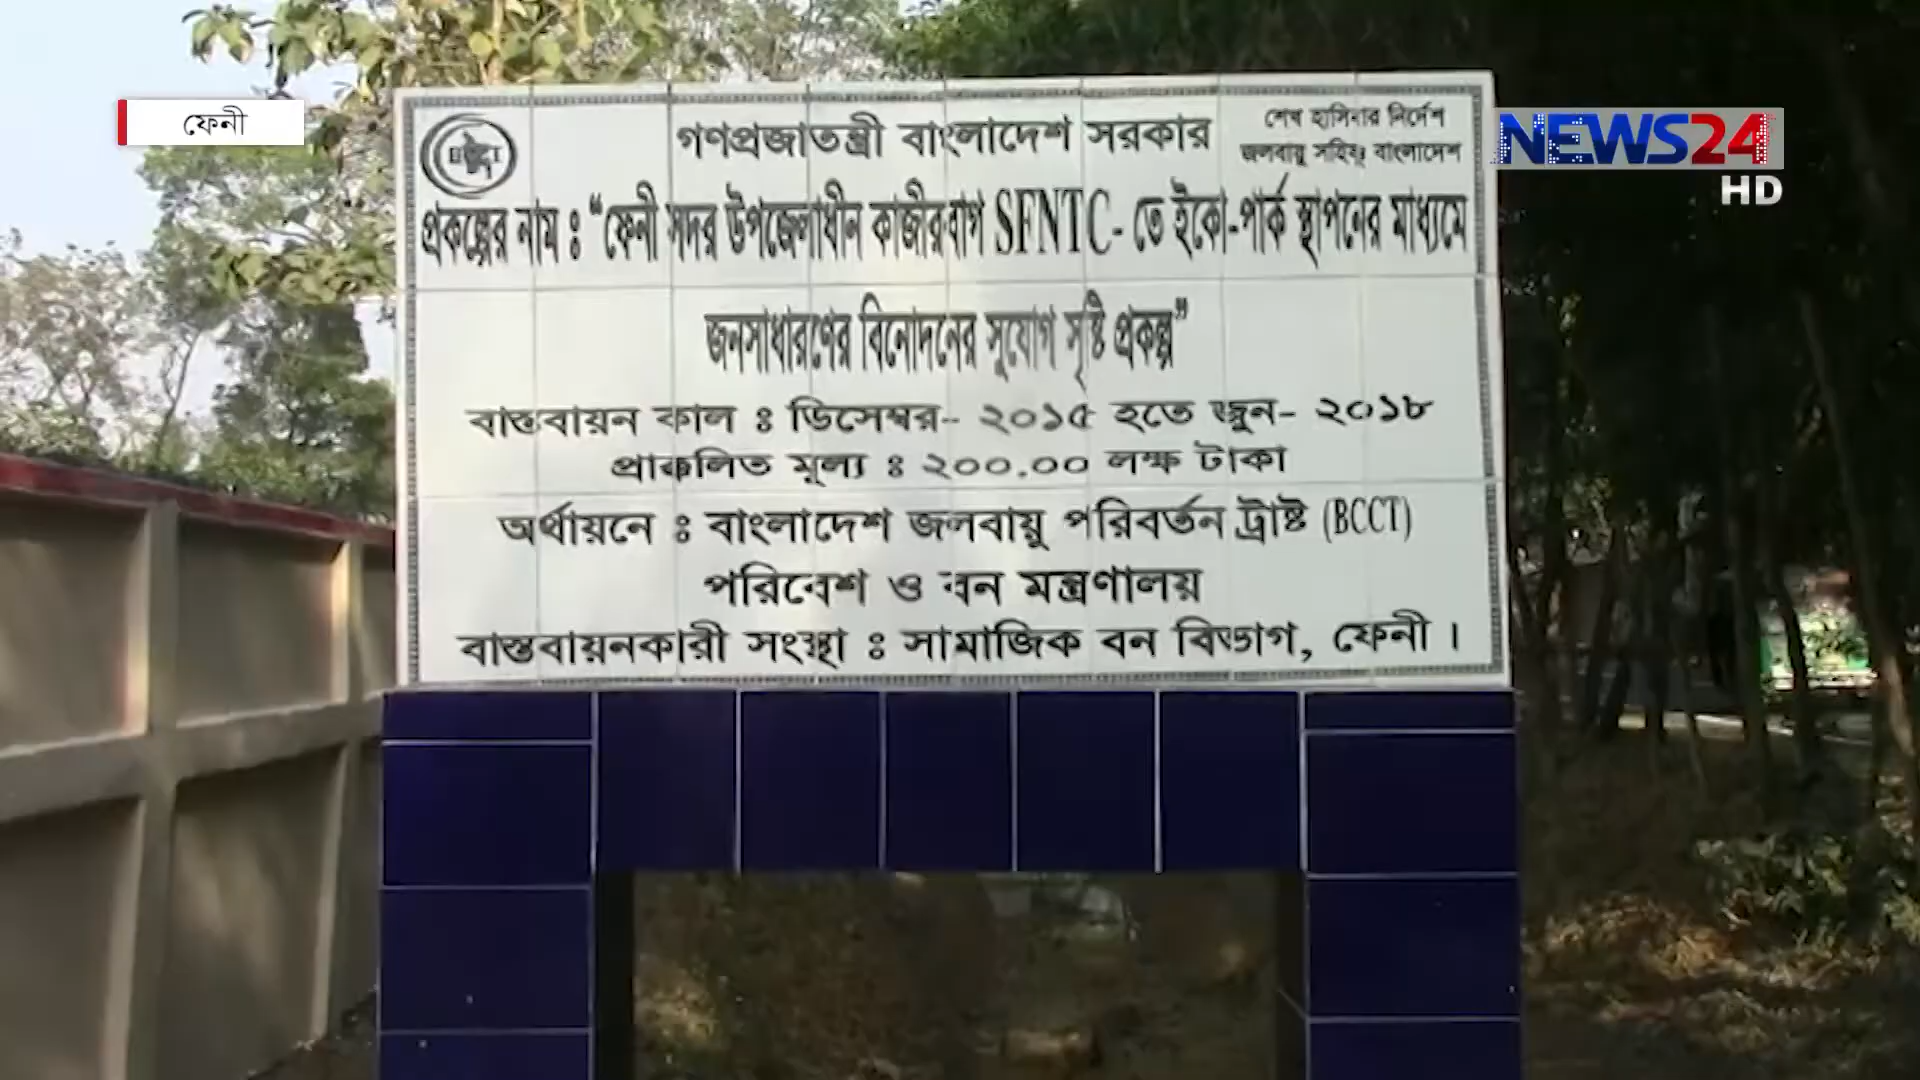 ফেনী
NEWS24
HD
BCCT
গণপ্রজাতন্ত্রী বাংলাদেশ সরকার
শেখ হাসিনার নির্দেশ
জলবায়ু সহিষ্ণু বাংলাদেশ
প্রকল্পের নাম : “ফেনী সদর উপজেলাধীন কাজীরবাগ SFNTC- তে ইকো-পার্ক স্থাপনের মাধ্যমে
জনসাধারণের বিনোদনের সুযোগ সৃষ্টি প্রকল্প”
বাস্তবায়ন কাল : ডিসেম্বর- ২০১৫ হতে জুন- ২০১৮
প্রাক্কলিত মূল্য : ২০০.০০ লক্ষ টাকা
অর্থায়নে : বাংলাদেশ জলবায়ু পরিবর্তন ট্রাষ্ট (BCCT)
পরিবেশ ও বন মন্ত্রণালয়
বাস্তবায়নকারী সংস্থা : সামাজিক বন বিভাগ, ফেনী ।